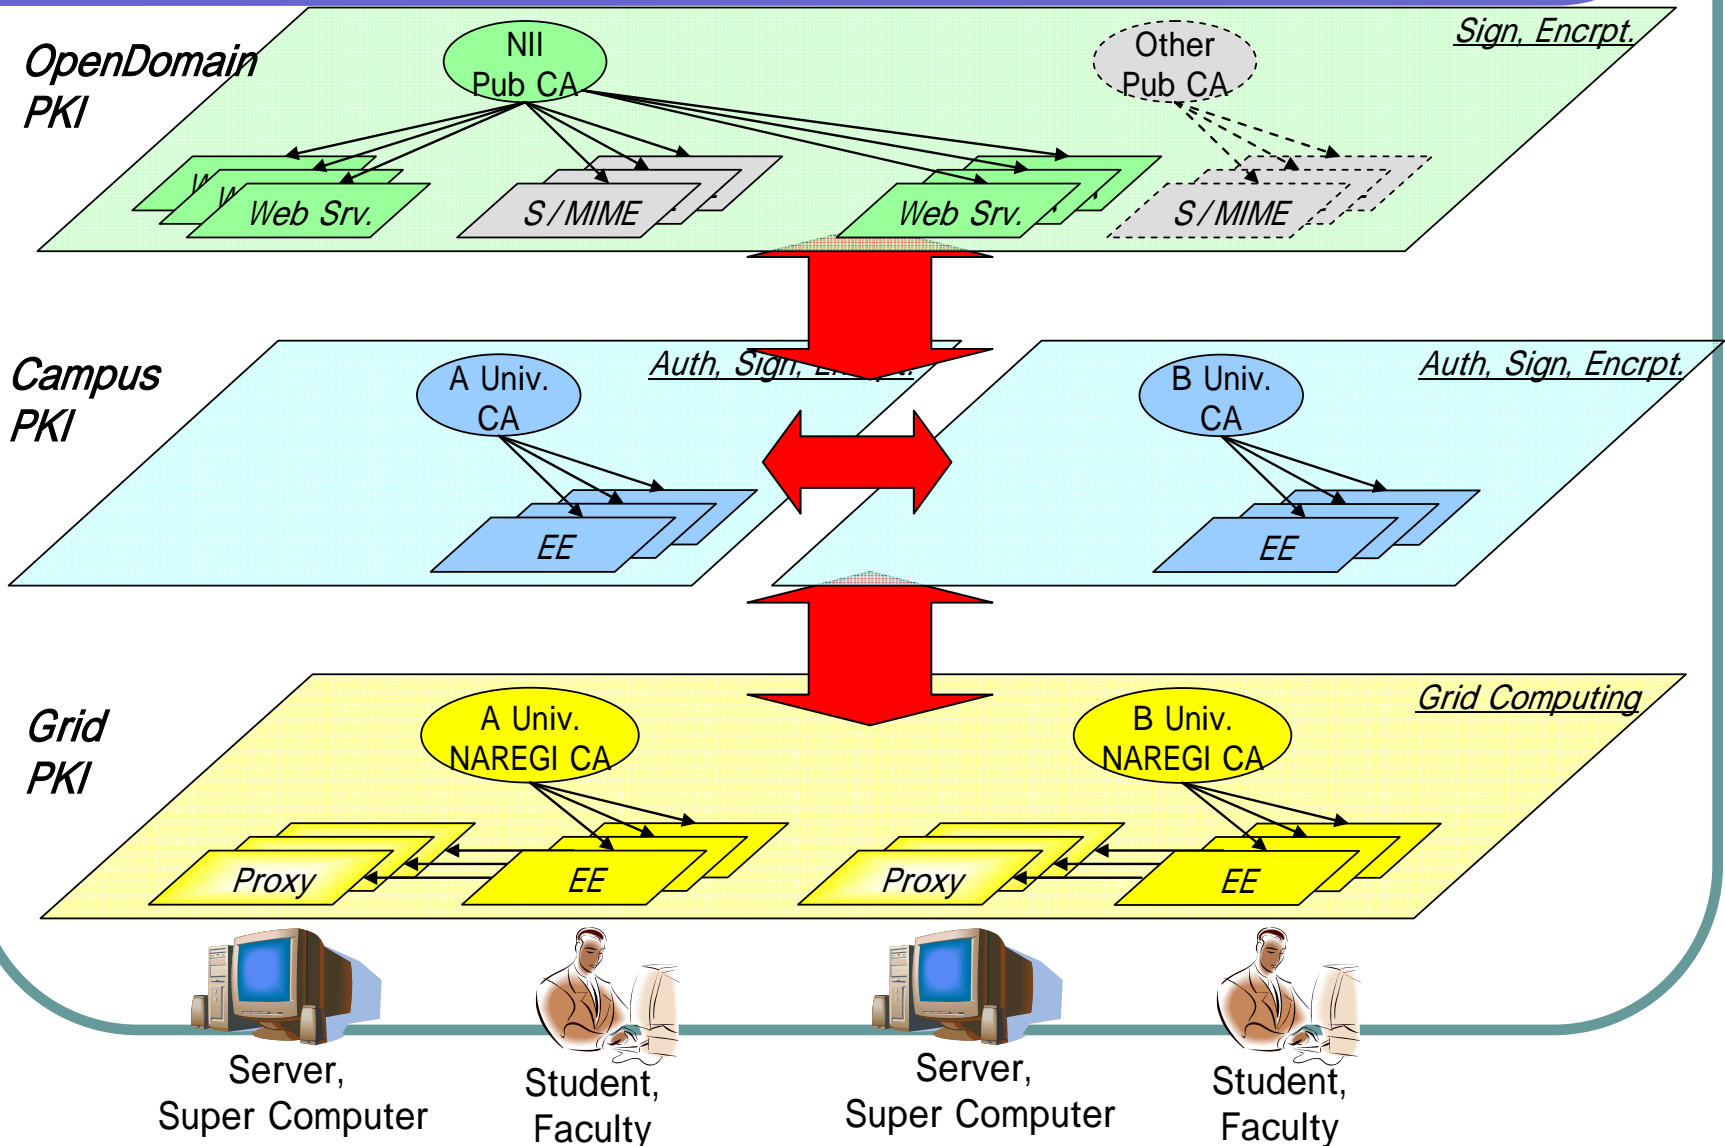 OpenDomain
PKI
NII
Pub CA
Other
Pub CA
Sign, Encrpt.
W
W
Web Srv.
S/MIME
Web Srv.
S/MIME
Campus
PKI
A Univ.
CA
Auth, Sign, Encrpt.
B Univ.
CA
Auth, Sign, Encrpt.
EE
EE
Grid
PKI
A Univ.
NAREGI CA
B Univ.
NAREGI CA
Grid Computing
Proxy
EE
Proxy
EE
Server,
Super Computer
Student,
Faculty
Server,
Super Computer
Student,
Faculty